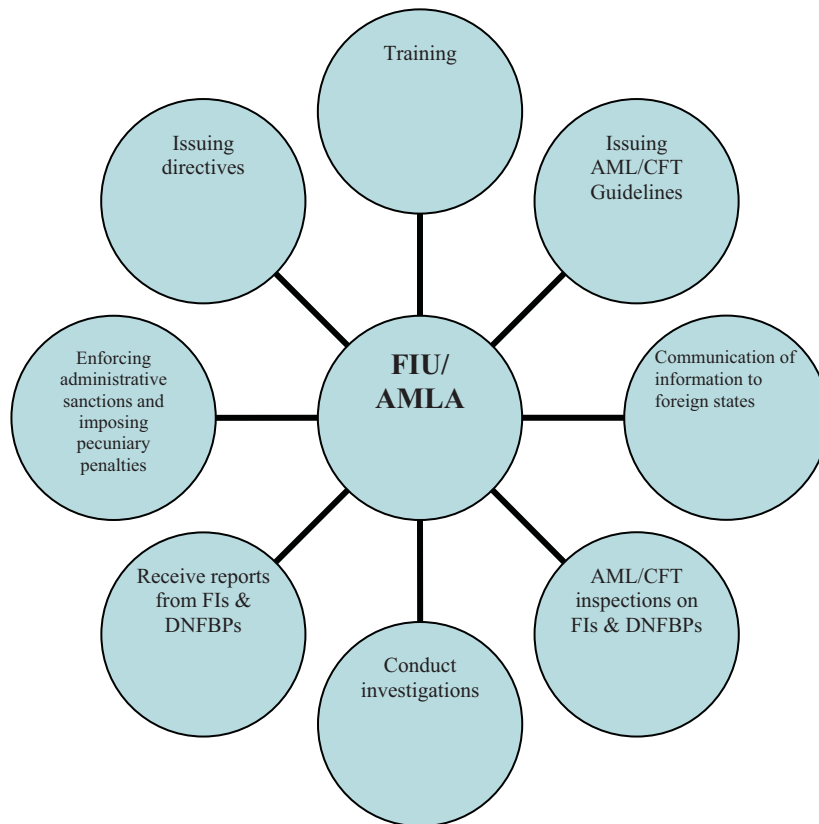 Training
Issuing
directives
Issuing
AML/CFT
Guidelines
FIU/
AMLA
Enforcing
administrative
sanctions and
imposing
pecuniary
penalties
Communication of
information to
foreign states
Receive reports
from FIs &
DNFBPs
AML/CFT
inspections on
FIs & DNFBPs
Conduct
investigations